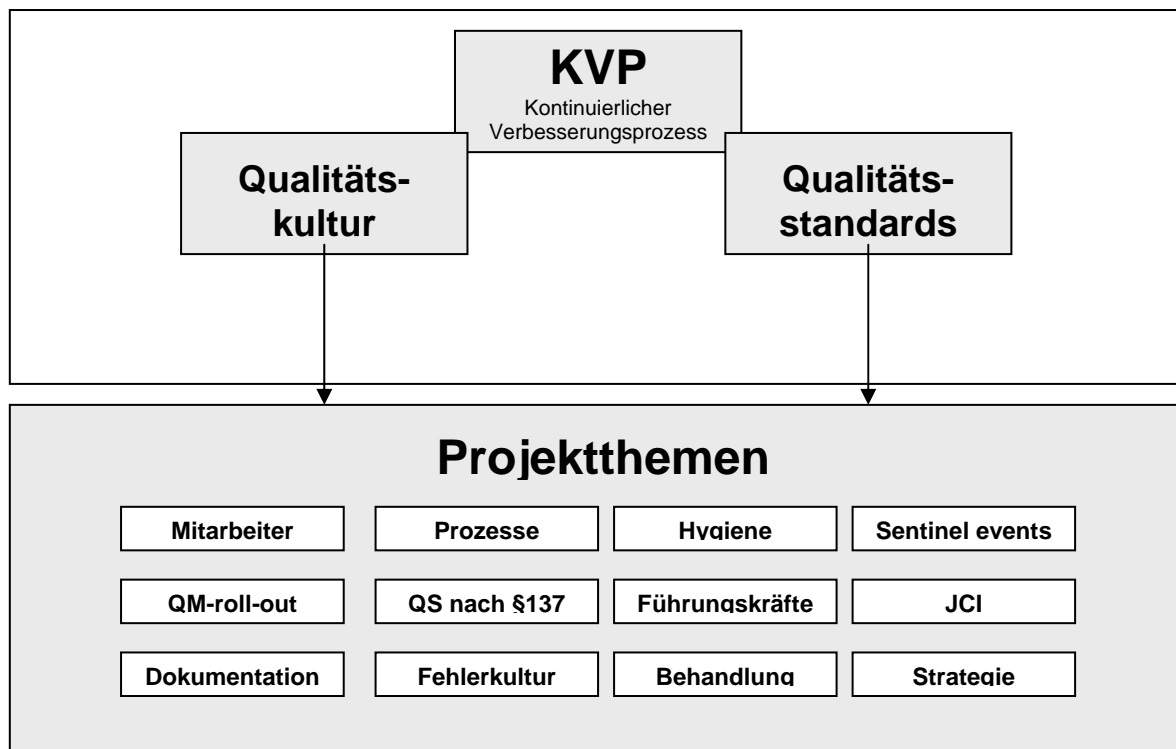 KVP
Kontinuierlicher
Verbesserungsprozess
Qualitäts-
kultur
Qualitäts-
standards
Projektthemen
Mitarbeiter
Prozesse
Hygiene
Sentinel events
QM-roll-out
QS nach §137
Führungskräfte
JCI
Dokumentation
Fehlerkultur
Behandlung
Strategie